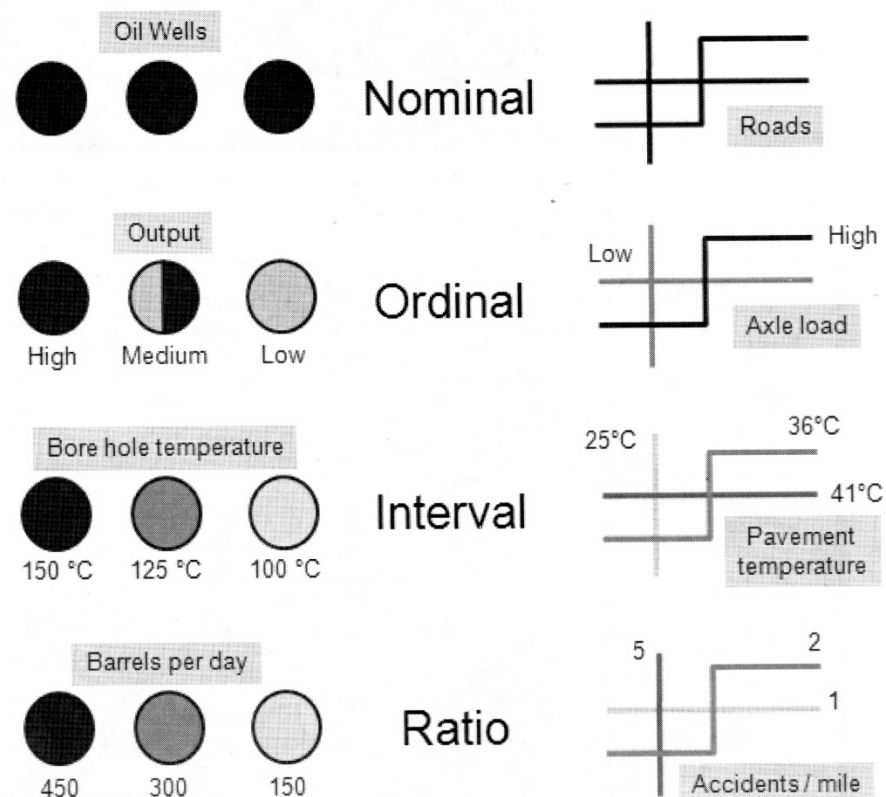 Oil Wells
Nominal
Roads
Output
High
Medium
Low
Ordinal
Low
High
Axle load
Bore hole temperature
150 °C
125 °C
100 °C
Interval
25°C
36°C
41°C
Pavement
temperature
Barrels per day
450
300
150
Ratio
5
2
1
Accidents / mile